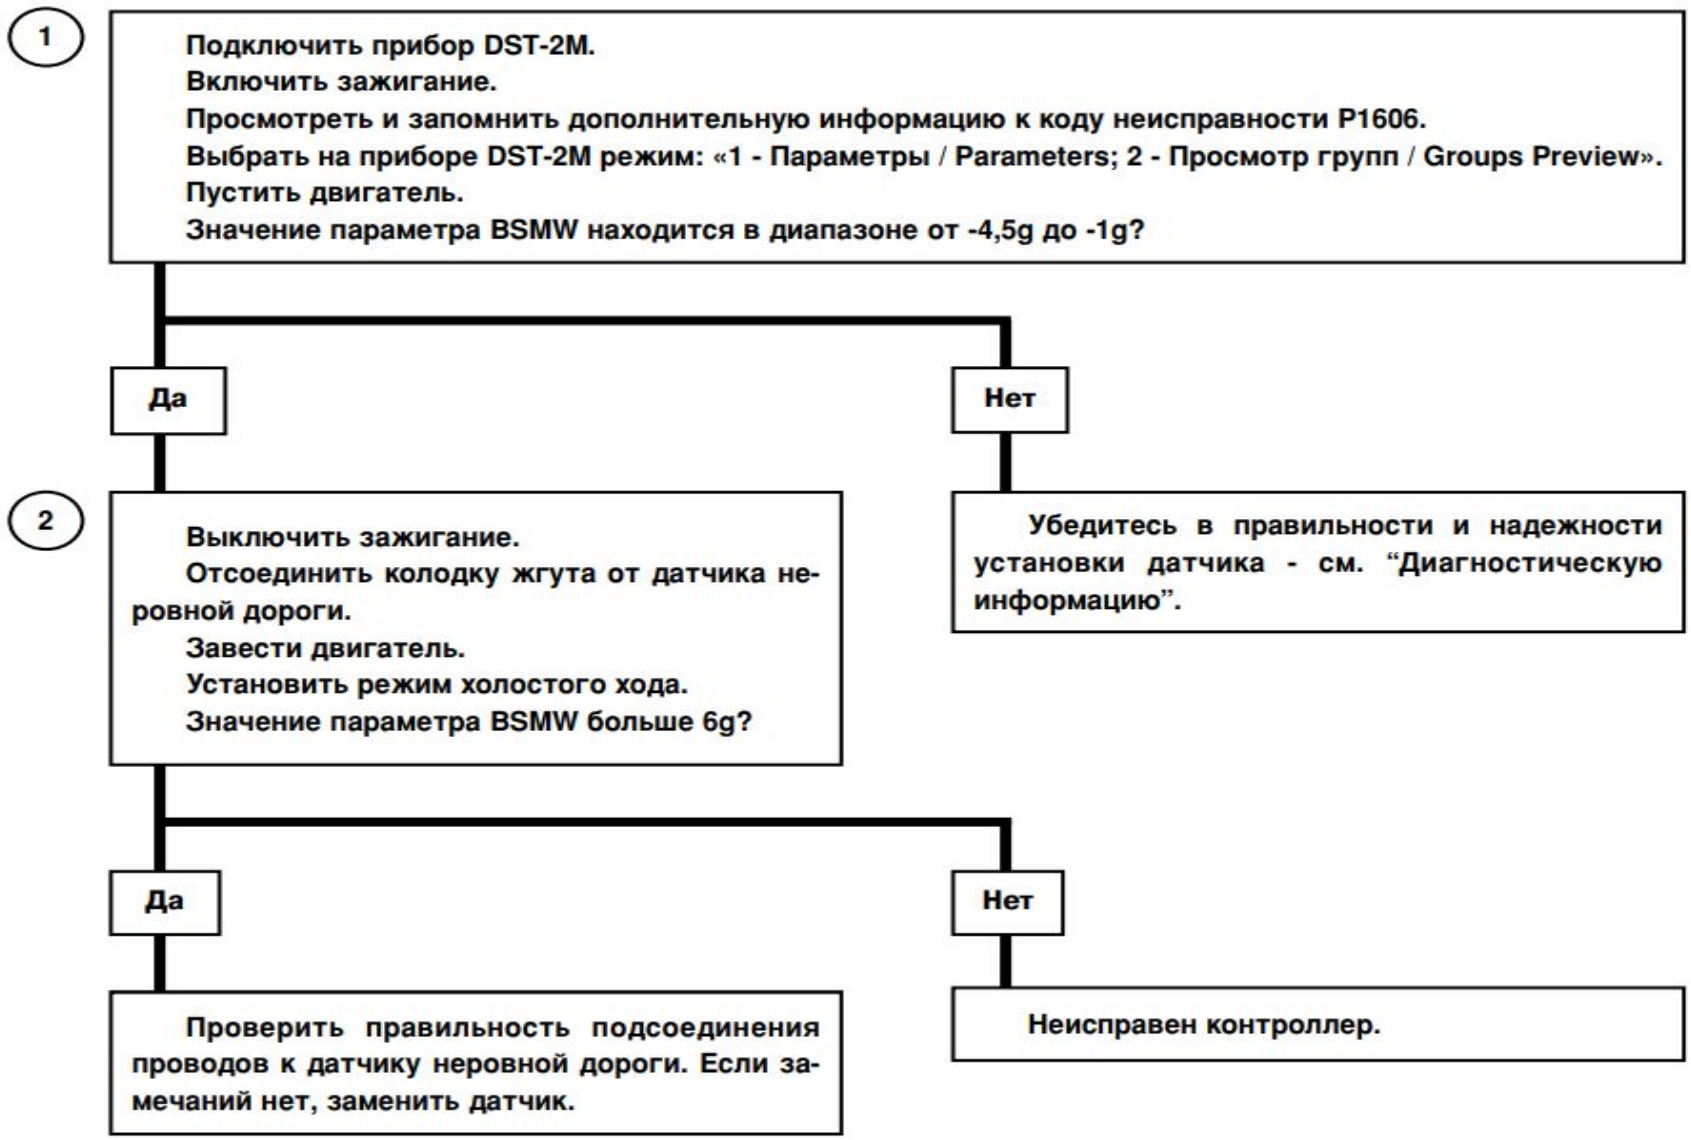 1
Подключить прибор DST-2M.
Включить зажигание.
Просмотреть и запомнить дополнительную информацию к коду неисправности P1606.
Выбрать на приборе DST-2M режим: «1 - Параметры / Parameters; 2 - Просмотр групп / Groups Preview».
Пустить двигатель.
Значение параметра BSMW находится в диапазоне от -4,5g до -1g?
Да
Нет
2
Выключить зажигание.
Отсоединить колодку жгута от датчика не-
ровной дороги.
Завести двигатель.
Установить режим холостого хода.
Значение параметра BSMW больше 6g?
Убедитесь в правильности и надежности
установки датчика - см. “Диагностическую
информацию”.
Да
Нет
Проверить правильность подсоединения
проводов к датчику неровной дороги. Если за-
мечаний нет, заменить датчик.
Неисправен контроллер.